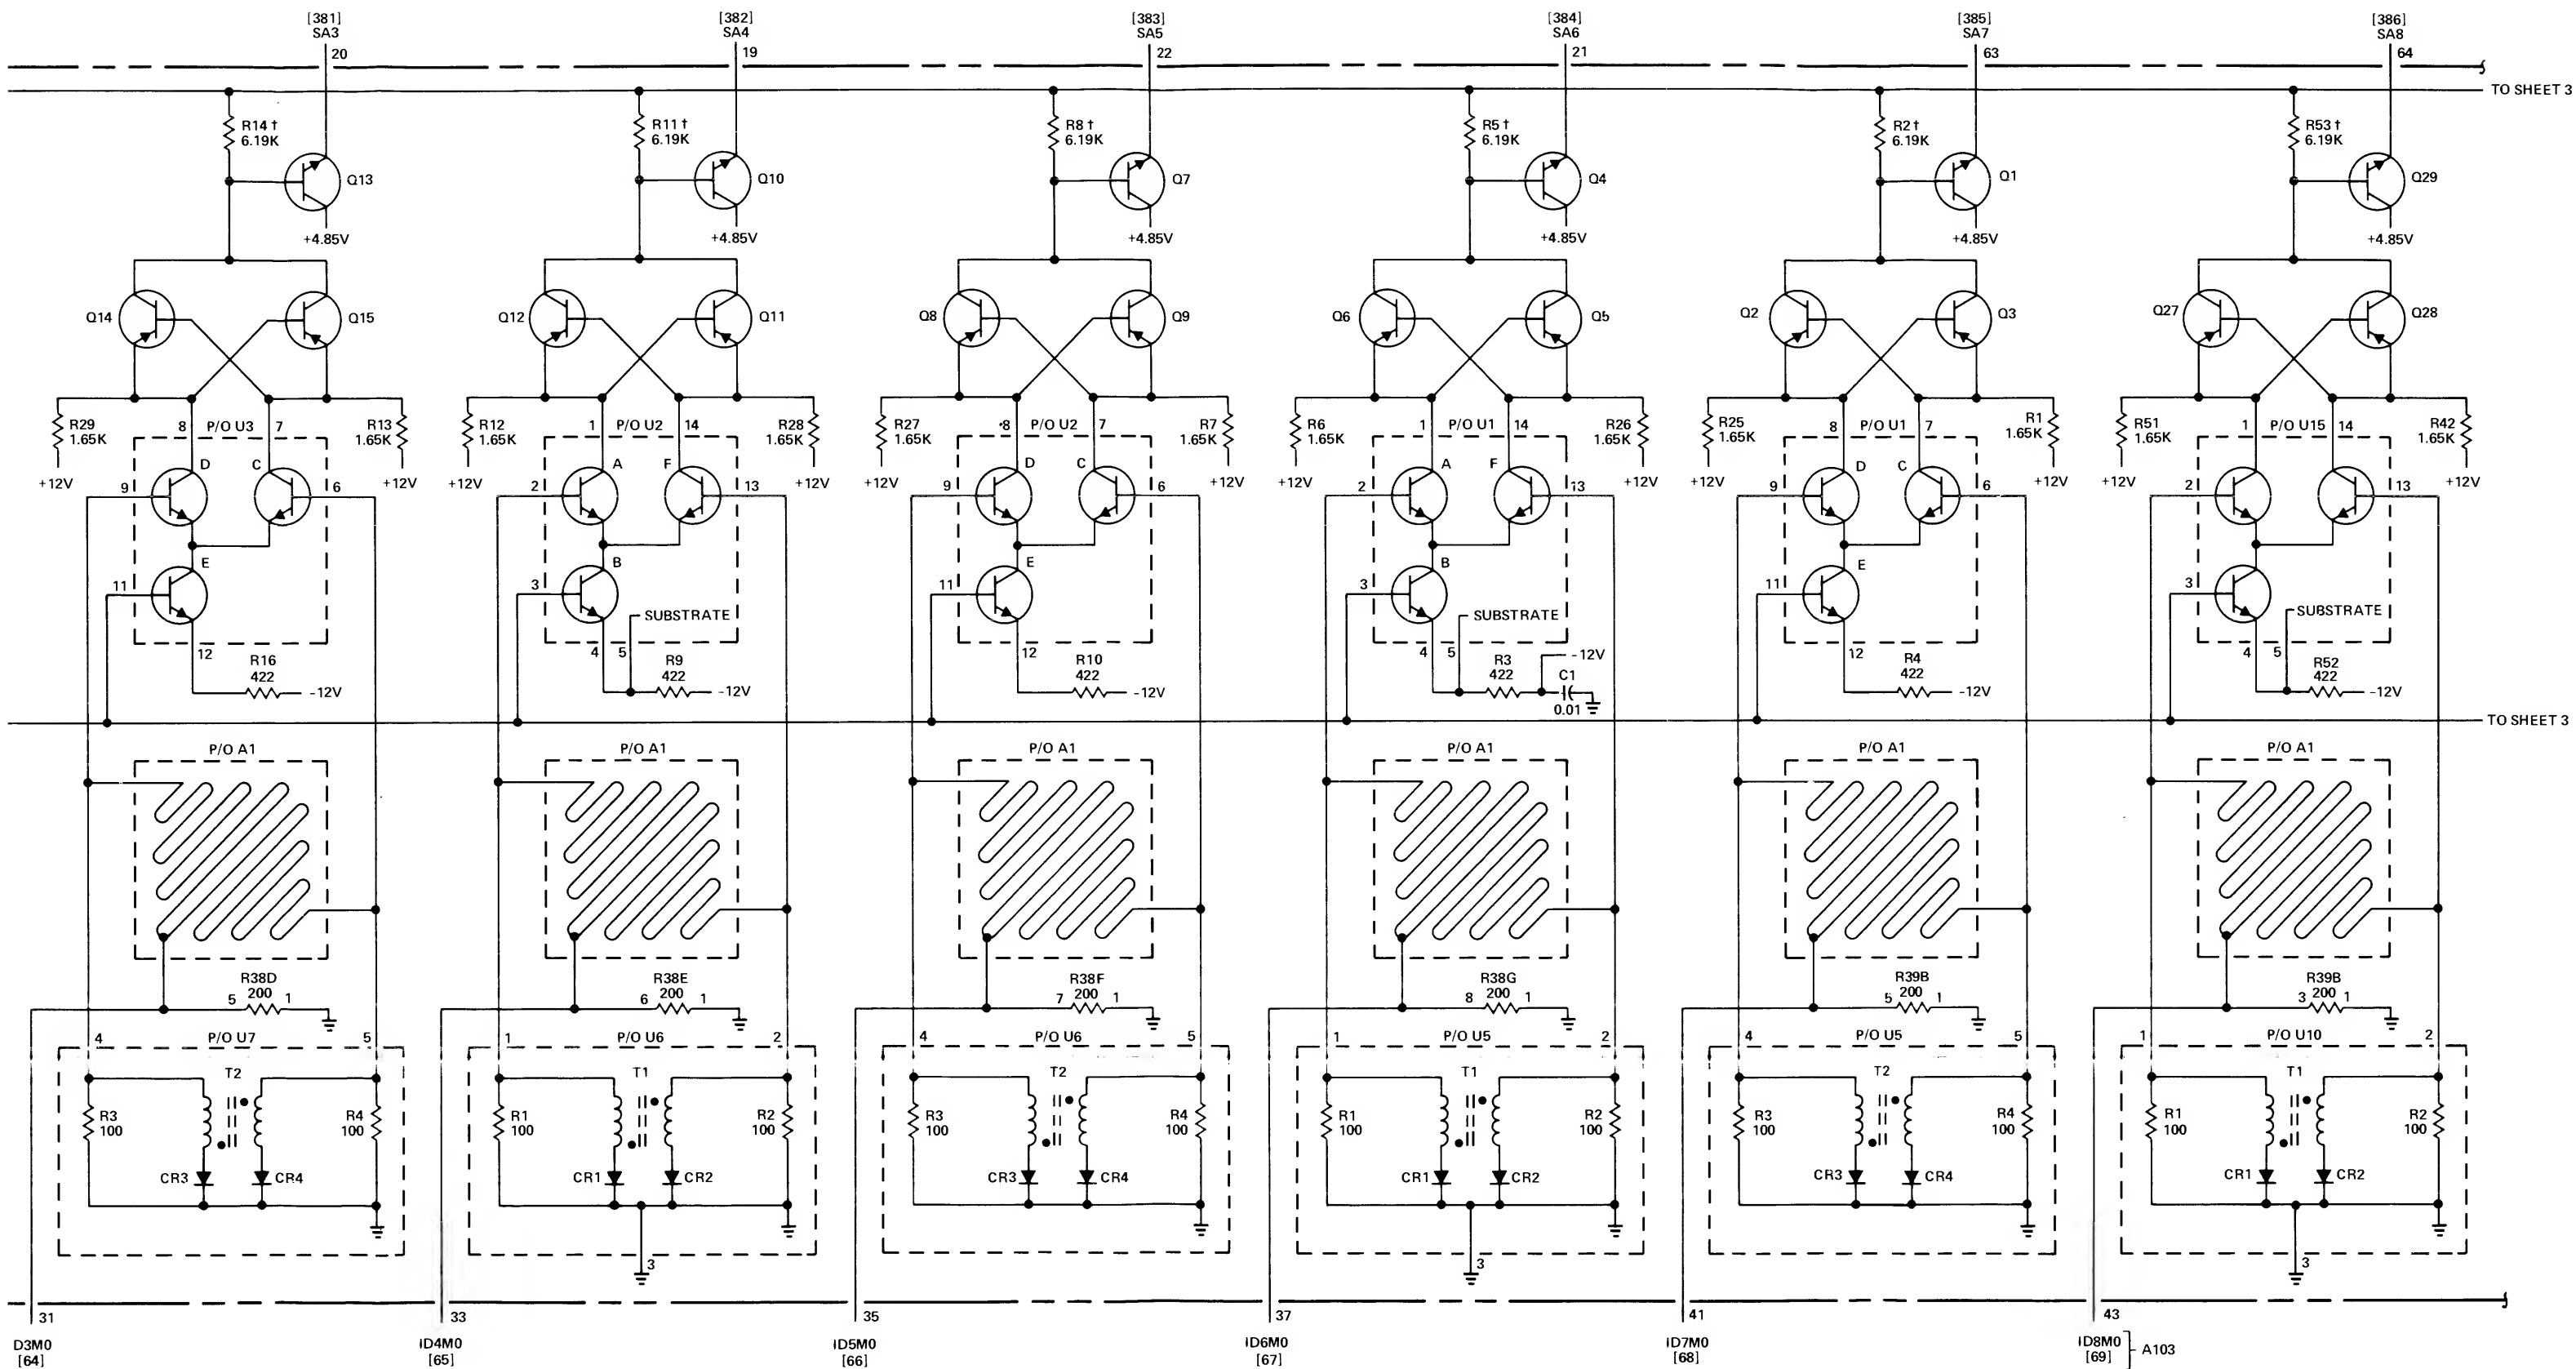 [381] [382] [383] [384] [385] [386]
SA3 SA4 SA5 SA6 SA7 SA8
20 19 22 21 63 64
TO SHEET 3
R14 † R11 † R8 † R5 † R2 † R53 †
6.19K 6.19K 6.19K 6.19K 6.19K 6.19K
Q13 Q10 Q7 Q4 Q1 Q29
+4.85V +4.85V +4.85V +4.85V +4.85V +4.85V
Q14 Q15 Q12 Q11 Q8 Q9 Q6 Q5 Q2 Q3 Q27 Q28
R29 8 P/O U3 7 R13 R12 1 P/O U2 14 R28 R27 8 P/O U2 7 R7 R6 1 P/O U1 14 R26 R25 8 P/O U1 7 R1 R51 1 P/O U15 14 R42
1.65K 1.65K 1.65K 1.65K 1.65K 1.65K 1.65K 1.65K 1.65K 1.65K 1.65K 1.65K
D C A F D C A F D C
+12V +12V +12V +12V +12V +12V +12V +12V +12V +12V +12V +12V
9 6 2 13 9 6 2 13 9 6 2 13
E B E B E
11 3 11 3 11 3
SUBSTRATE SUBSTRATE SUBSTRATE
12 4 5 12 4 5 12 4 5
R16 R9 R10 R3 -12V R4 R52
422 422 422 422 C1 422 422
-12V -12V -12V -12V -12V
0.01
TO SHEET 3
P/O A1 P/O A1 P/O A1 P/O A1 P/O A1 P/O A1
R38D R38E R38F R38G R39B R39B
5 200 1 6 200 1 7 200 1 8 200 1 5 200 1 3 200 1
4 P/O U7 5 1 P/O U6 2 4 P/O U6 5 1 P/O U5 2 4 P/O U5 5 1 P/O U10 2
T2 T1 T2 T1 T2 T1
R3 R4 R1 R2 R3 R4 R1 R2 R3 R4 R1 R2
100 100 100 100 100 100 100 100 100 100 100 100
CR3 CR4 CR1 CR2 CR3 CR4 CR1 CR2 CR3 CR4 CR1 CR2
3 3 3
31 33 35 37 41 43
D3M0 ID4M0 ID5M0 ID6M0 ID7M0 ID8M0 A103
[64] [65] [66] [67] [68] [69]